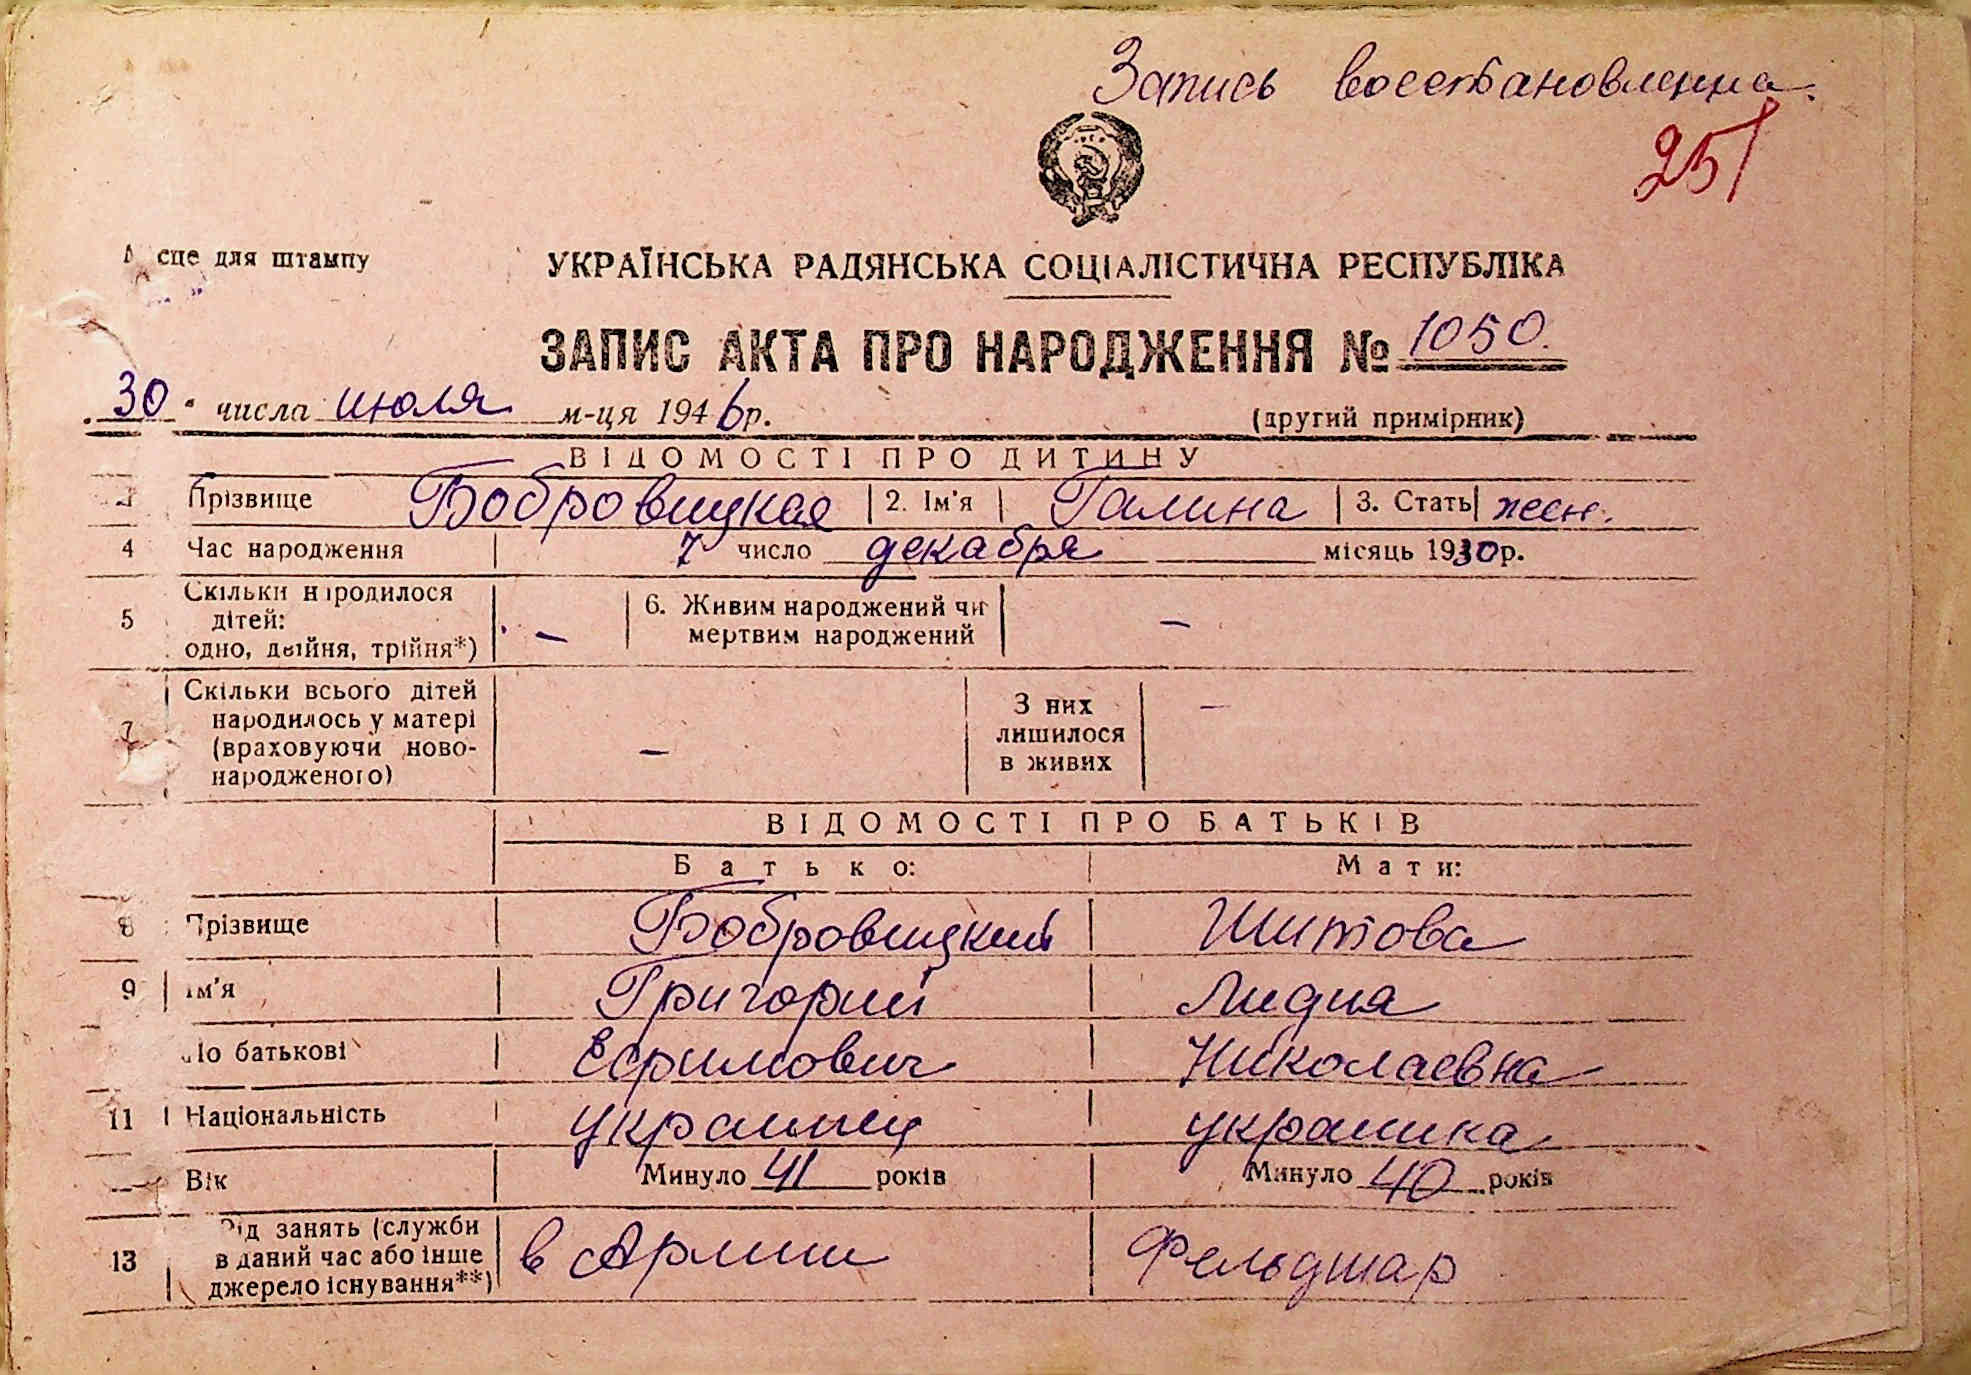 Запись восстановленна.
251
сце для штампу
УКРАЇНСЬКА РАДЯНСЬКА СОЦІАЛІСТИЧНА РЕСПУБЛІКА
ЗАПИС АКТА ПРО НАРОДЖЕННЯ № 1050.
30 " числа июля м-ця 1946р.
(другий примірник)
ВІДОМОСТІ ПРО ДИТИНУ
Прізвище Бобровицкая 2. Ім'я Галина 3. Стать жен.
4 Час народження 7 число декабря місяць 1930р.
5 Скільки народилося
дітей:
одно, двійня, трійня*) –
6. Живим народжений чи
мертвим народжений –
7 Скільки всього дітей
народилось у матері
(враховуючи ново-
народженого) –
З них
лишилося
в живих –
ВІДОМОСТІ ПРО БАТЬКІВ
Батько: Мати:
8 Прізвище Бобровицкий Шитова
9 Ім'я Григорий Лидия
По батькові Ефимович Николаевна
11 Національність украинец украинка
Вік Минуло 41 років Минуло 40 років
13 Рід занять (служби
в даний час або інше
джерело існування**) в Армии Фельдшар